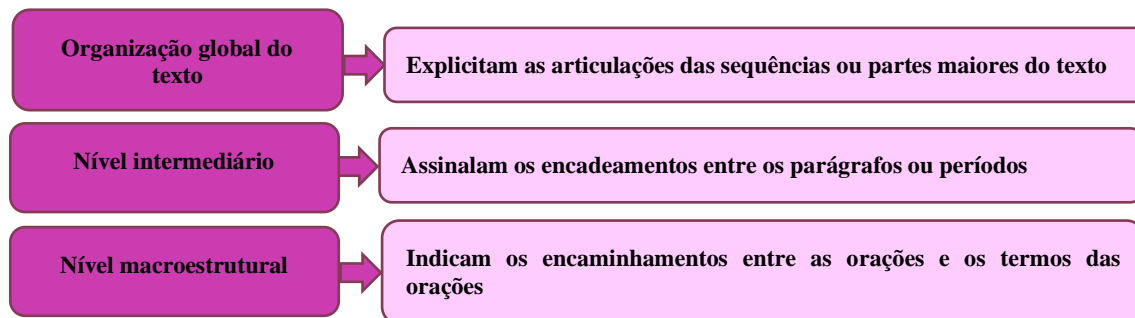 Organização global do
texto
Explicitam as articulações das sequências ou partes maiores do texto
Nível intermediário
Assinalam os encadeamentos entre os parágrafos ou períodos
Nível macroestrutural
Indicam os encaminhamentos entre as orações e os termos das
orações